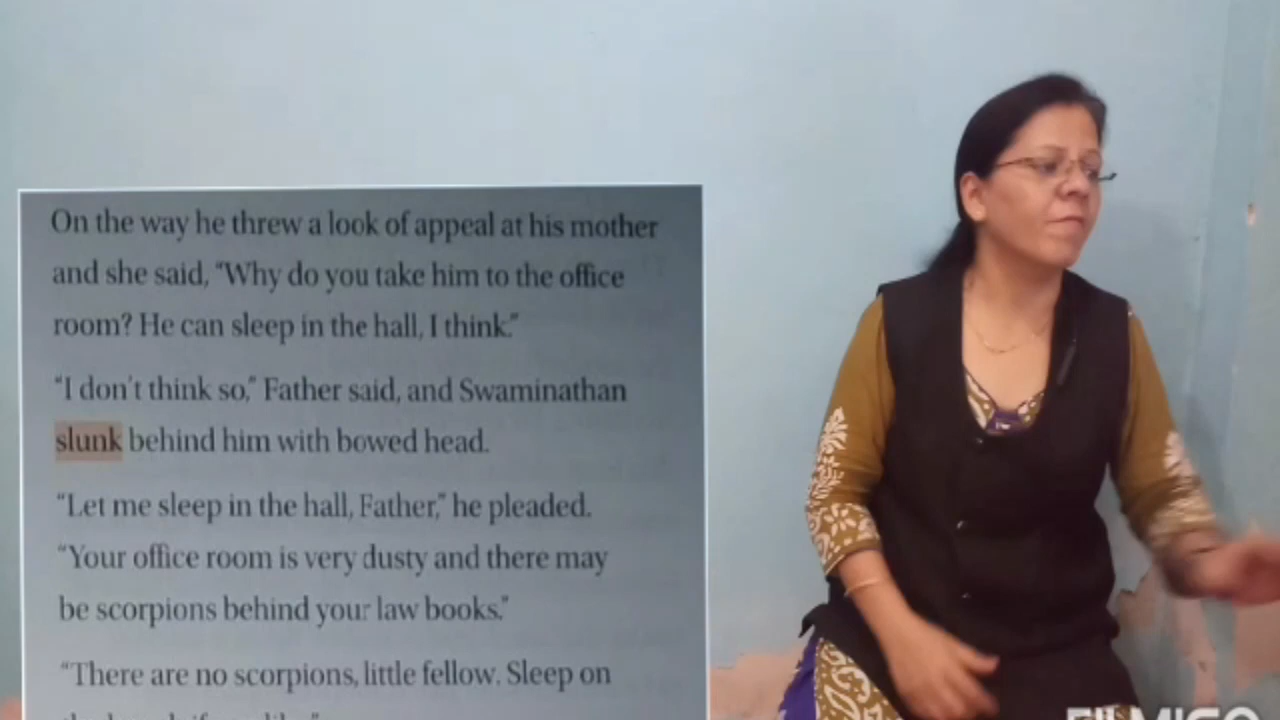 On the way he threw a look of appeal at his mother
and she said, “Why do you take him to the office
room? He can sleep in the hall, I think.”
“I don’t think so,” Father said, and Swaminathan
slunk behind him with bowed head.
“Let me sleep in the hall, Father,” he pleaded.
“Your office room is very dusty and there may
be scorpions behind your law books.”
“There are no scorpions, little fellow. Sleep on